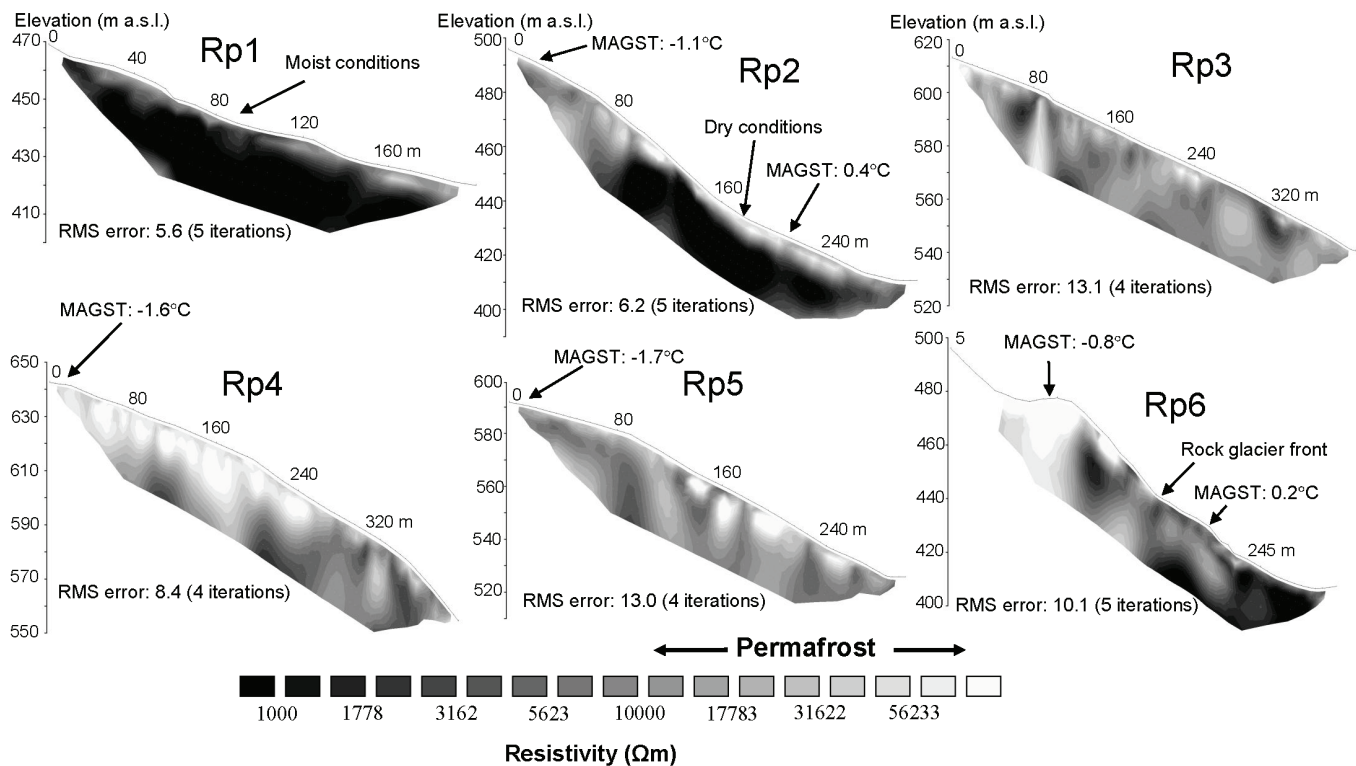 Elevation (m a.s.l.)
470
450
430
410
0
40
80
120
160 m
Rp1
Moist conditions
RMS error: 5.6 (5 iterations)
Elevation (m a.s.l.)
500
480
460
440
420
400
0
80
160
240 m
MAGST: -1.1°C
Rp2
Dry conditions
MAGST: 0.4°C
RMS error: 6.2 (5 iterations)
Elevation (m a.s.l.)
620
600
580
560
540
520
0
80
160
240
320 m
Rp3
RMS error: 13.1 (4 iterations)
MAGST: -1.6°C
650
630
610
590
570
550
0
80
160
240
320 m
Rp4
RMS error: 8.4 (4 iterations)
MAGST: -1.7°C
600
580
560
540
520
0
80
160
240 m
Rp5
RMS error: 13.0 (4 iterations)
500
480
460
440
420
400
5
245 m
MAGST: -0.8°C
Rp6
Rock glacier front
MAGST: 0.2°C
RMS error: 10.1 (5 iterations)
Permafrost
1000 1778 3162 5623 10000 17783 31622 56233
Resistivity (Ωm)